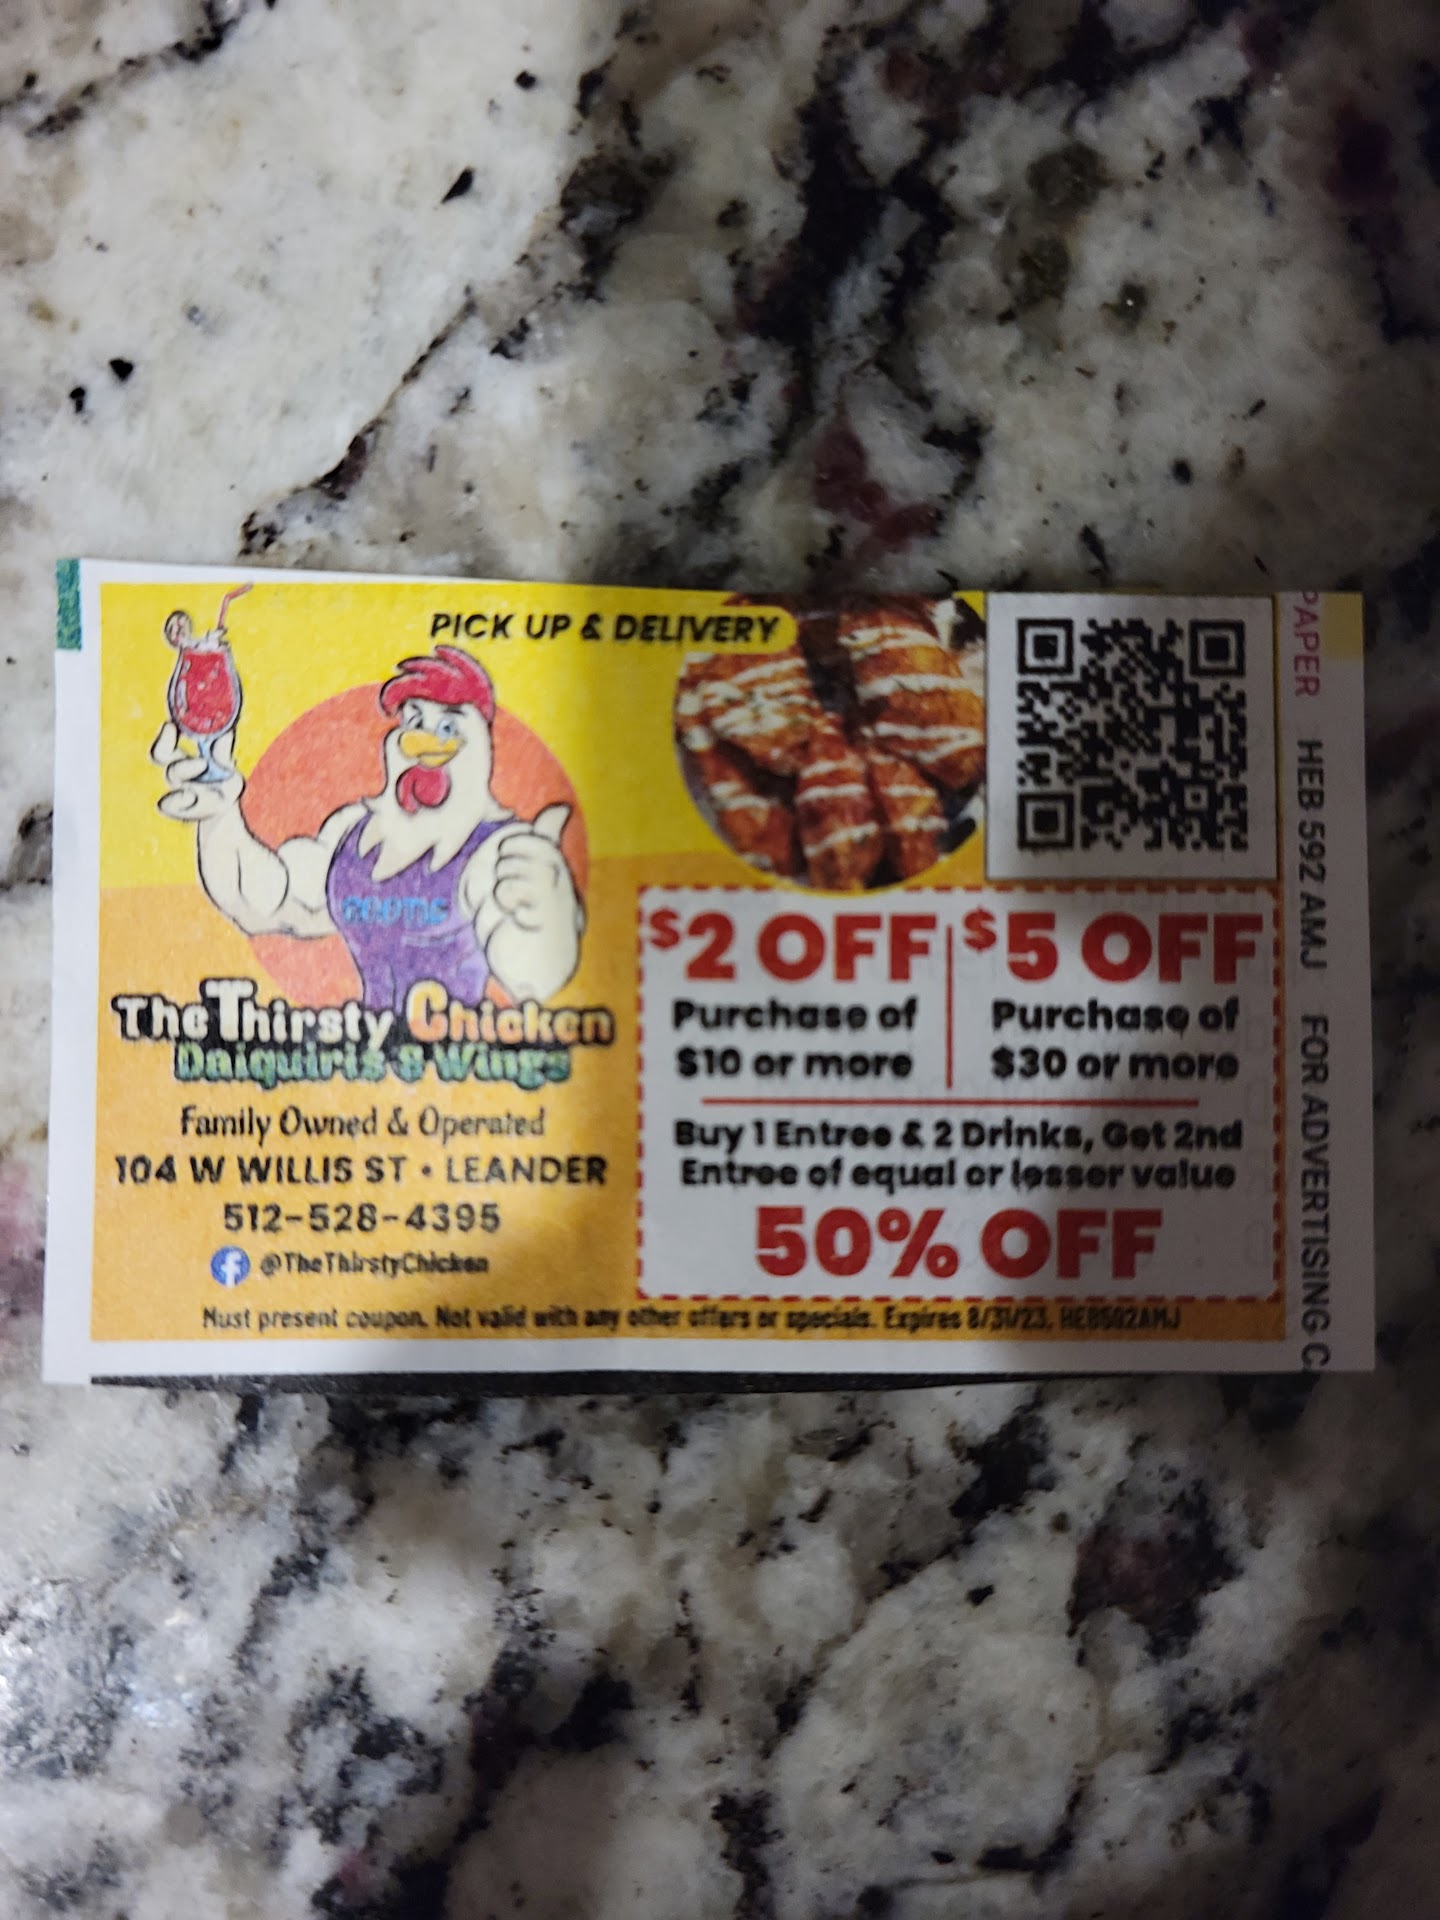 PICK UP & DELIVERY
The Thirsty Chicken
Daiquiris & Wings
Family Owned & Operated
104 W WILLIS ST • LEANDER
512-528-4395
@TheThirstyChicken
$2 OFF
Purchase of
$10 or more
$5 OFF
Purchase of
$30 or more
Buy 1 Entree & 2 Drinks, Get 2nd
Entree of equal or lesser value
50% OFF
Must present coupon. Not valid with any other offers or specials. Expires 8/31/23. HEB592AMJ
PAPER HEB 592 AMJ FOR ADVERTISING